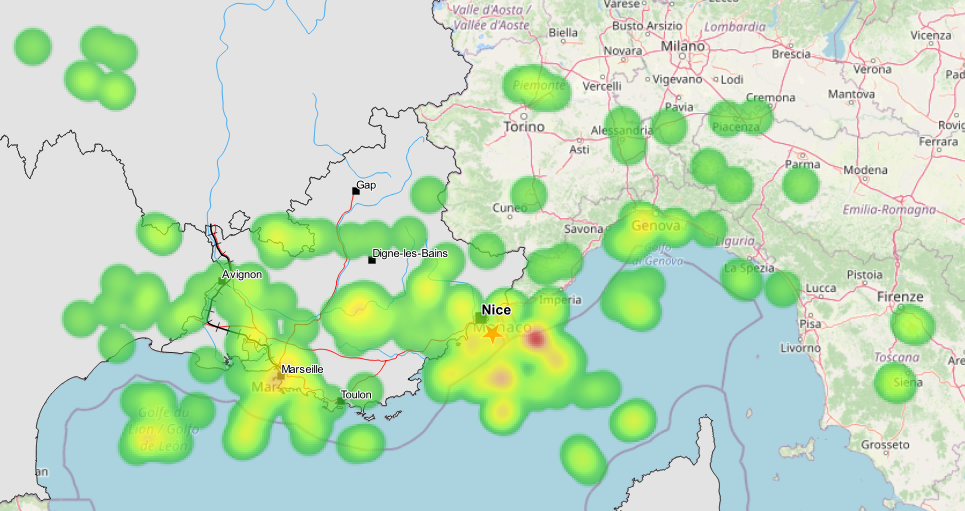 Valle d'Aosta /
Vallée d'Aoste
Varese
Lecco
Biella
Busto Arsizio
Lombardia
Novara
Milano
Brescia
Vicenza
Verona
Piemonte
Vercelli
Vigevano
Lodi
Pavia
Cremona
Mantova
Torino
Alessandria
Piacenza
Asti
Ferrara
Parma
Modena
Gap
Cuneo
Emilia-Romagna
Savona
Genova
Liguria
Golfo
di Genova
Digne-les-Bains
Avignon
La Spezia
Pistoia
Imperia
Lucca
Firenze
Nice
Monaco
Pisa
Livorno
Toscana
Marseille
Siena
Toulon
Golfe du
Lion / Golfo
de León
Grosseto